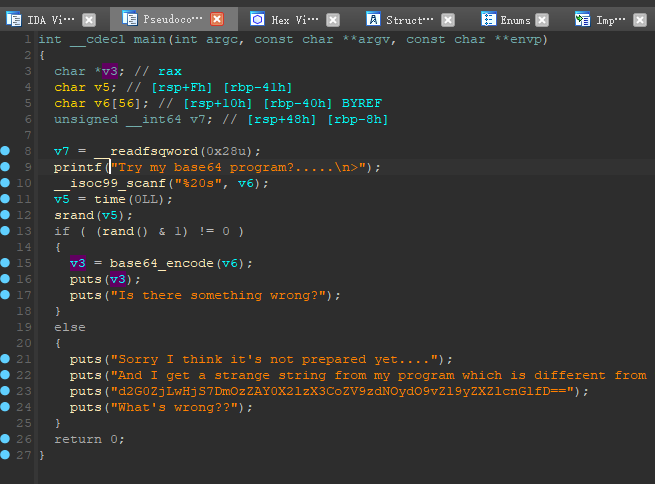 IDA Vi··· Pseudoco··· Hex Vi··· Struct··· Enums Imp···
1 int __cdecl main(int argc, const char **argv, const char **envp)
2 {
3 char *v3; // rax
4 char v5; // [rsp+Fh] [rbp-41h]
5 char v6[56]; // [rsp+10h] [rbp-40h] BYREF
6 unsigned __int64 v7; // [rsp+48h] [rbp-8h]
7
8 v7 = __readfsqword(0x28u);
9 printf("Try my base64 program?.....\n>");
10 __isoc99_scanf("%20s", v6);
11 v5 = time(0LL);
12 srand(v5);
13 if ( (rand() & 1) != 0 )
14 {
15 v3 = base64_encode(v6);
16 puts(v3);
17 puts("Is there something wrong?");
18 }
19 else
20 {
21 puts("Sorry I think it's not prepared yet....");
22 puts("And I get a strange string from my program which is different from
23 puts("d2G0ZjLwHjS7DmOzZAY0X2lzX3CoZV9zdNOydO9vZl9yZXZlcnGlfD==");
24 puts("What's wrong??");
25 }
26 return 0;
27 }